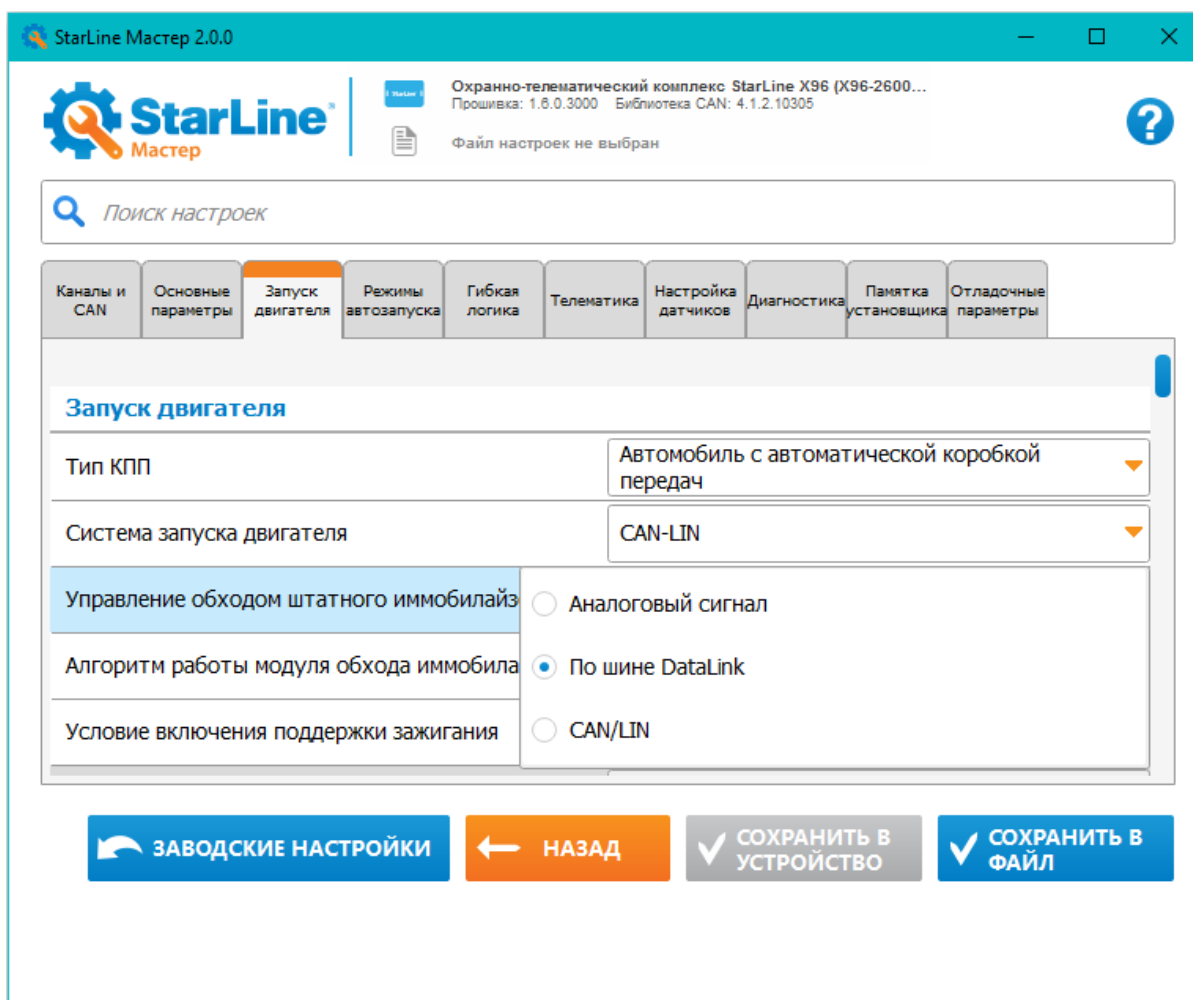 StarLine Мастер 2.0.0
StarLine
Мастер
StarLine
Охранно-телематический комплекс StarLine X96 (X96-2600...
Прошивка: 1.6.0.3000 Библиотека CAN: 4.1.2.10305
Файл настроек не выбран
?
Поиск настроек
Каналы и CAN
Основные параметры
Запуск двигателя
Режимы автозапуска
Гибкая логика
Телематика
Настройка датчиков
Диагностика
Памятка установщика
Отладочные параметры
Запуск двигателя
Тип КПП
Автомобиль с автоматической коробкой
передач
Система запуска двигателя
CAN-LIN
Управление обходом штатного иммобилайз
Аналоговый сигнал
Алгоритм работы модуля обхода иммобила
По шине DataLink
Условие включения поддержки зажигания
CAN/LIN
ЗАВОДСКИЕ НАСТРОЙКИ
НАЗАД
СОХРАНИТЬ В
УСТРОЙСТВО
СОХРАНИТЬ В
ФАЙЛ